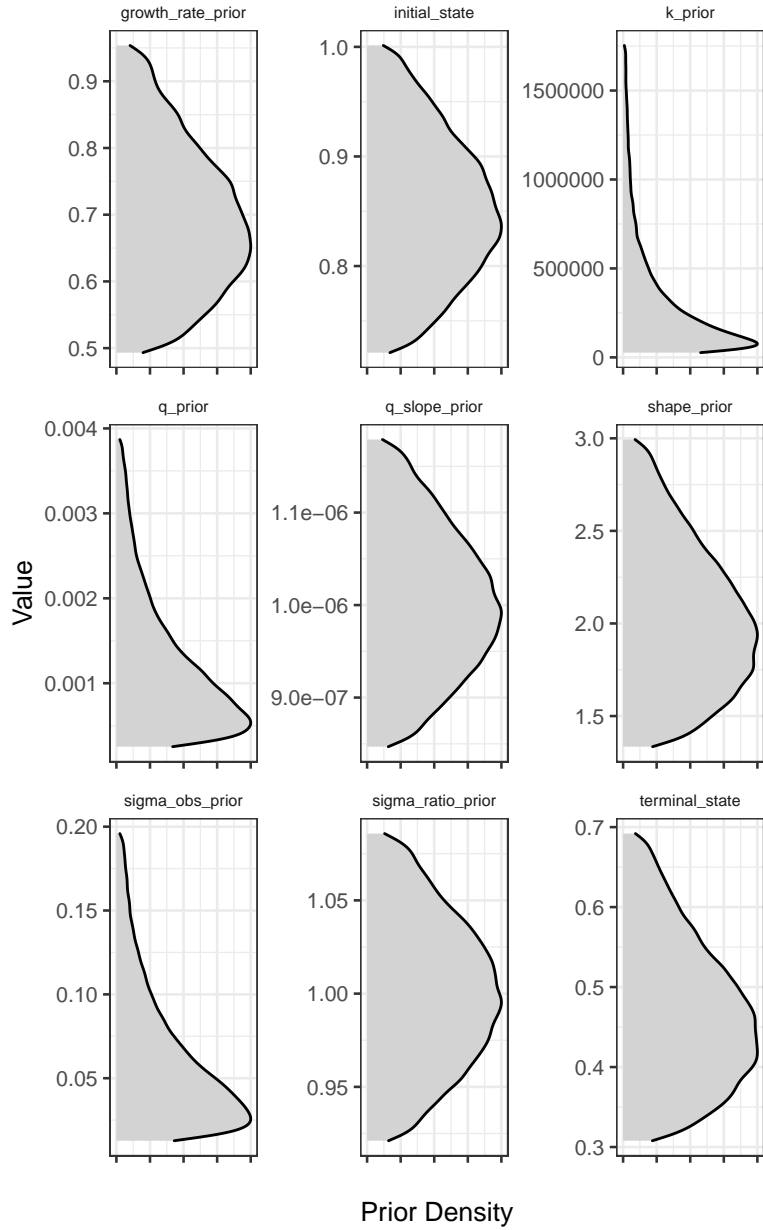 growth_rate_prior
0.9
0.8
0.7
0.6
0.5
initial_state
1.0
0.9
0.8
k_prior
1500000
1000000
500000
0
q_prior
0.004
0.003
0.002
0.001
q_slope_prior
1.1e-06
1.0e-06
9.0e-07
shape_prior
3.0
2.5
2.0
1.5
sigma_obs_prior
0.20
0.15
0.10
0.05
sigma_ratio_prior
1.05
1.00
0.95
terminal_state
0.7
0.6
0.5
0.4
0.3
Value
Prior Density